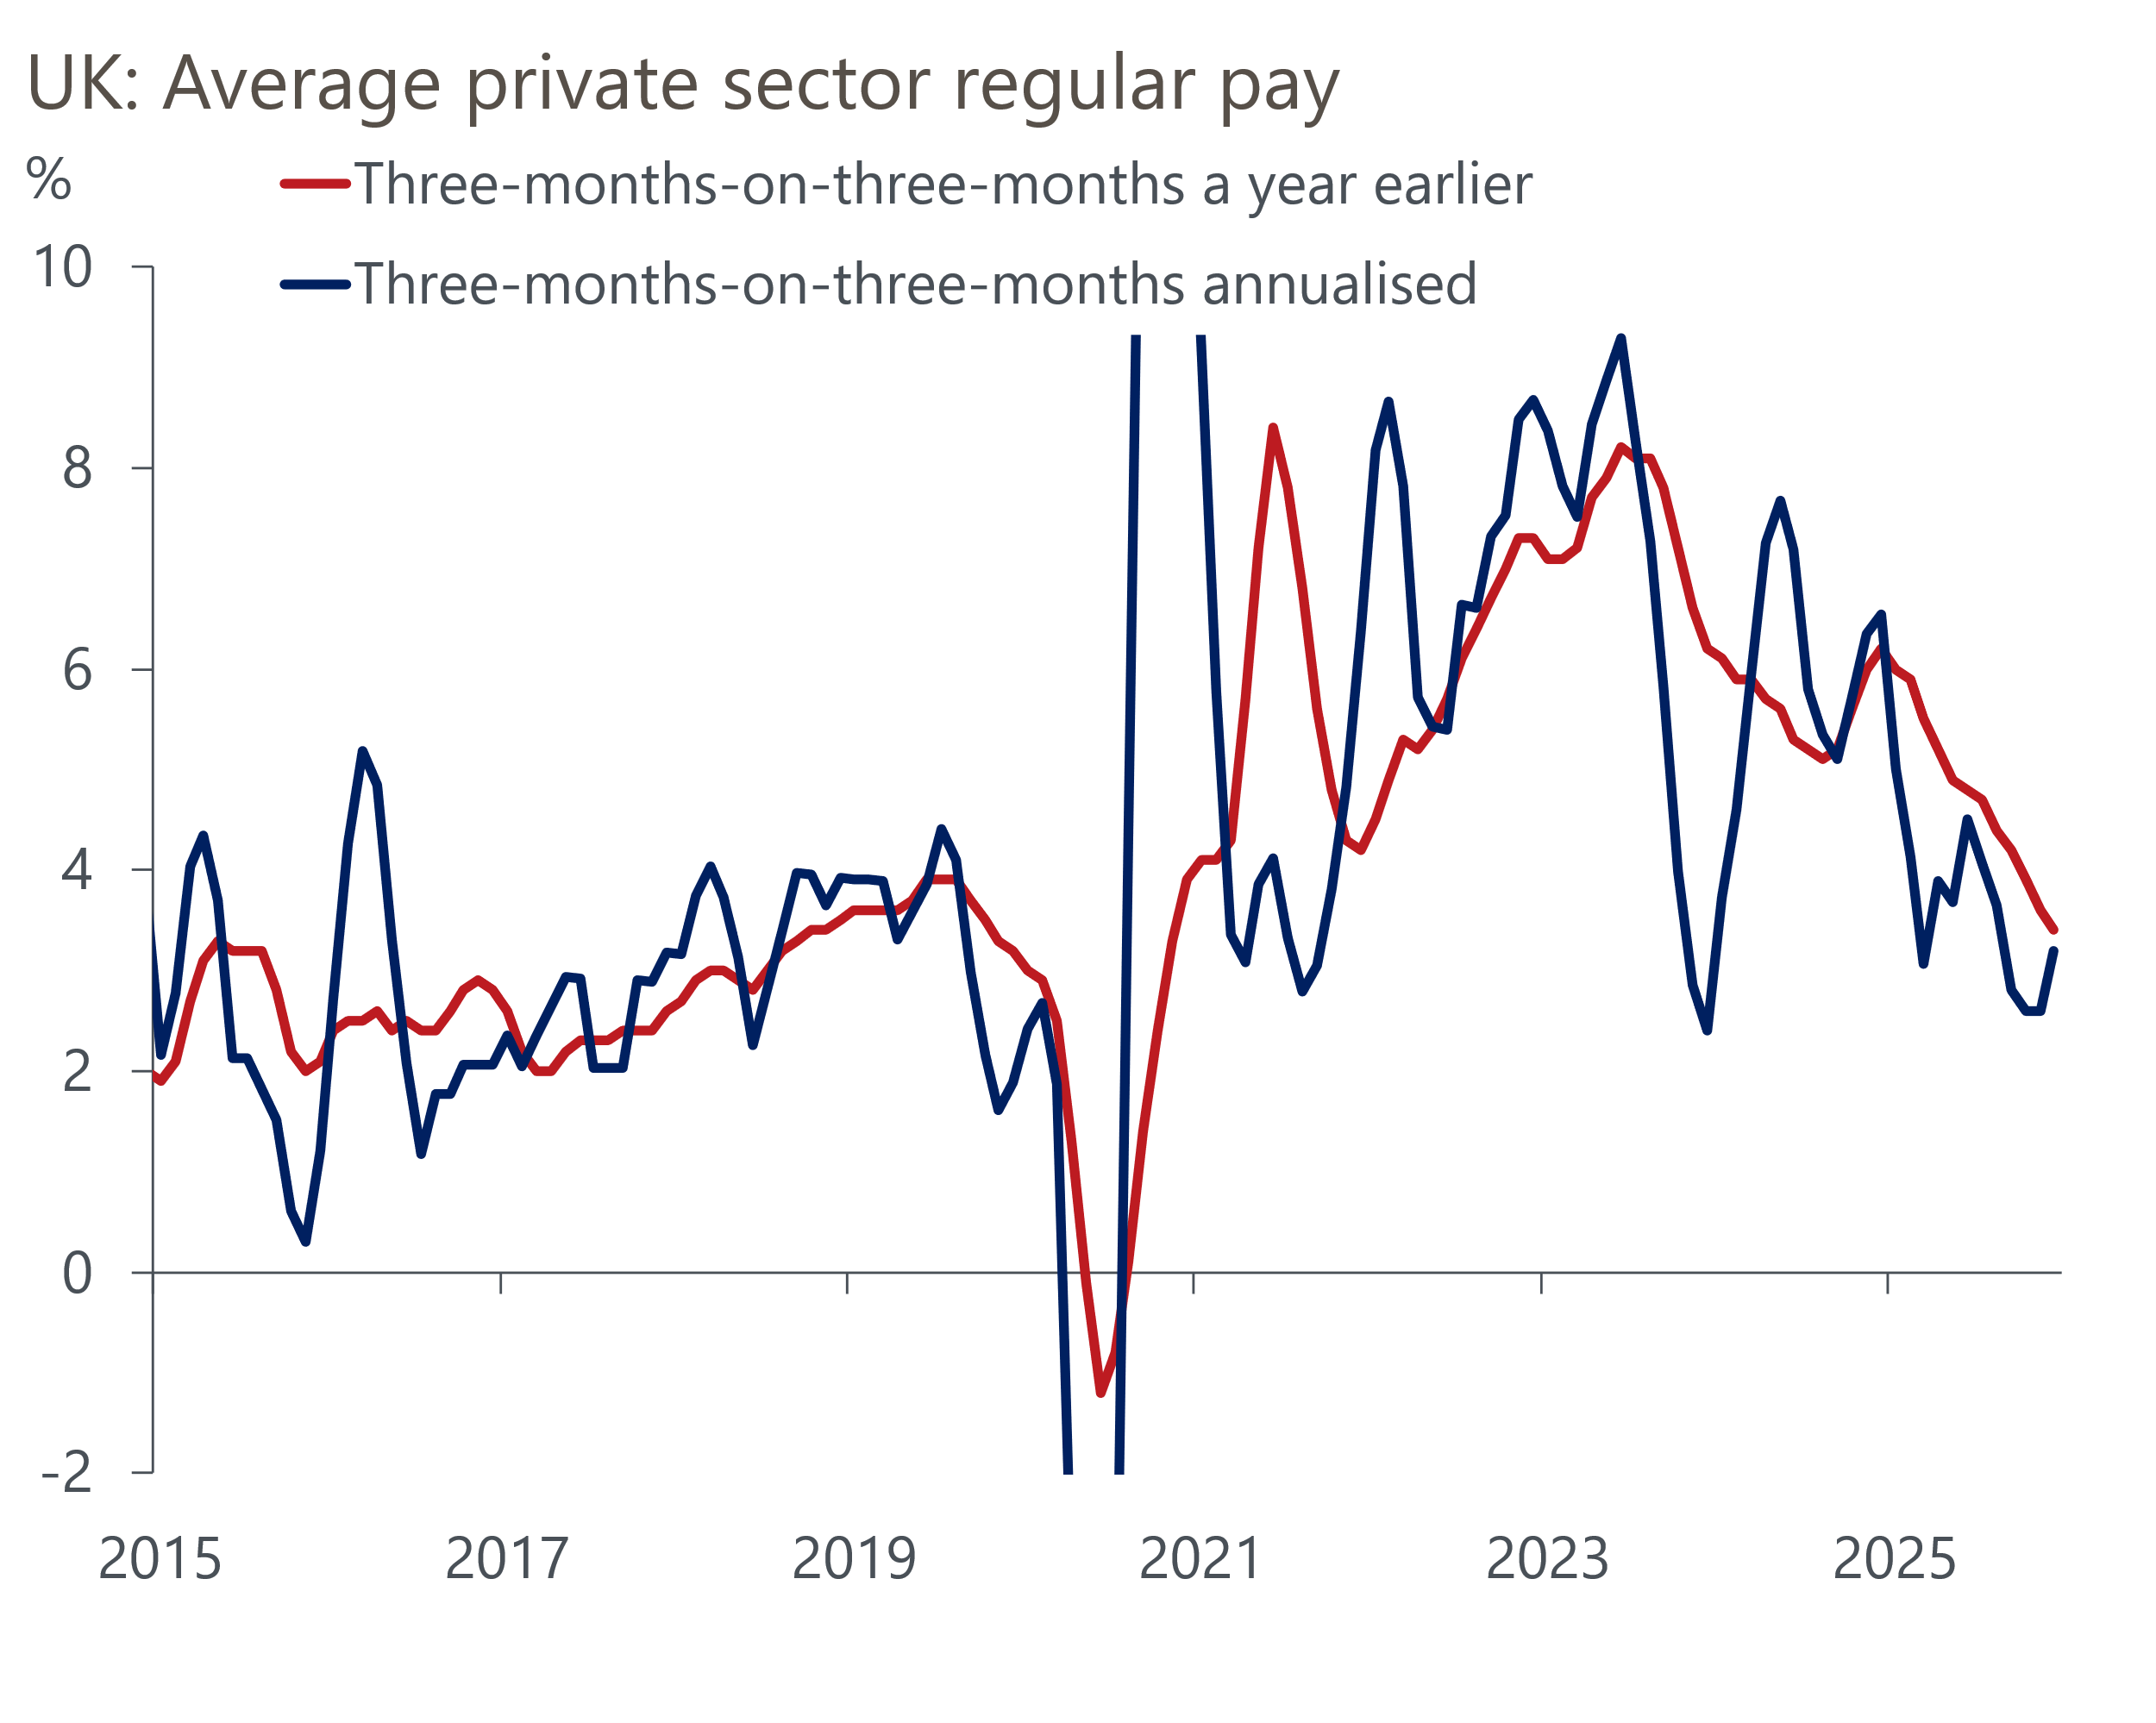 UK: Average private sector regular pay
%
Three-months-on-three-months a year earlier
Three-months-on-three-months annualised
10
8
6
4
2
0
-2
2015 2017 2019 2021 2023 2025